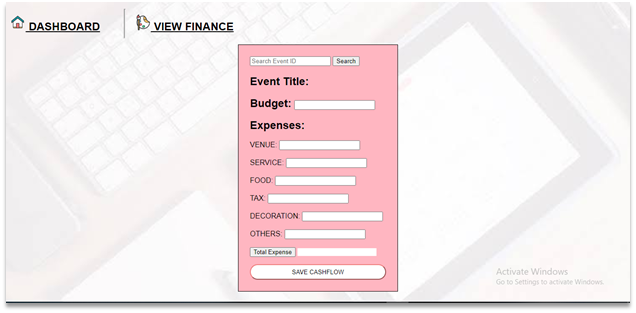 DASHBOARD
VIEW FINANCE
Search Event ID Search
Event Title:
Budget:
Expenses:
VENUE:
SERVICE:
FOOD:
TAX:
DECORATION:
OTHERS:
Total Expense
SAVE CASHFLOW
Activate Windows
Go to Settings to activate Windows.